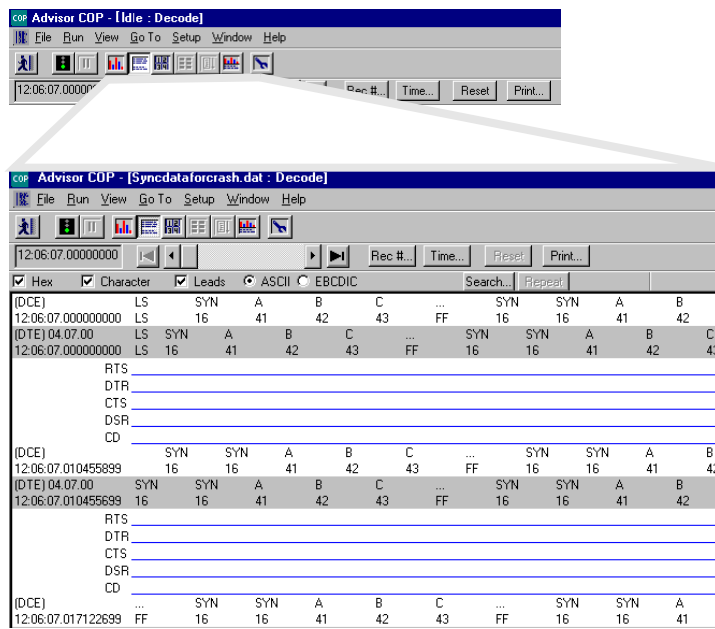 COP Advisor COP - [Idle : Decode]
File Run View Go To Setup Window Help
12:06:07.00000 Rec #... Time... Reset Print...
COP Advisor COP - [Syncdataforcrash.dat : Decode]
File Run View Go To Setup Window Help
12:06:07.00000000 Rec #... Time... Reset Print...
Hex Character Leads ASCII EBCDIC Search... Repeat
(DCE) LS SYN A B C ... SYN SYN A B
12:06:07.000000000 LS 16 41 42 43 FF 16 16 41 42
(DTE) 04.07.00 LS SYN A B C ... SYN SYN A B C
12:06:07.000000000 LS 16 41 42 43 FF 16 16 41 42 43
RTS
DTR
CTS
DSR
CD
(DCE) SYN SYN A B C ... SYN SYN A B
12:06:07.010455899 16 16 41 42 43 FF 16 16 41 42
(DTE) 04.07.00 SYN SYN A B C ... SYN SYN A B
12:06:07.010455699 16 16 41 42 43 FF 16 16 41 42
RTS
DTR
CTS
DSR
CD
(DCE) ... SYN SYN A B C ... SYN SYN A
12:06:07.017122699 FF 16 16 41 42 43 FF 16 16 41